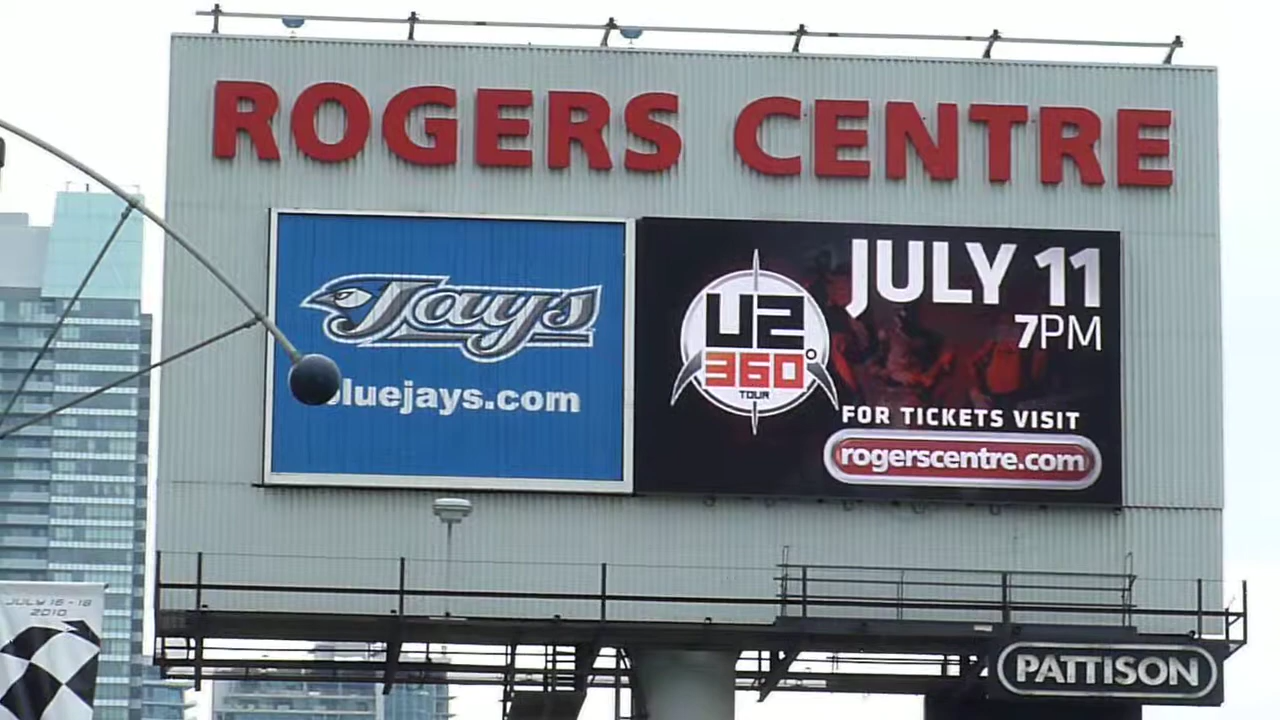 ROGERS CENTRE
Jays
bluejays.com
U2
360°
TOUR
JULY 11
7PM
FOR TICKETS VISIT
rogerscentre.com
JULY 16 - 18
2010
PATTISON